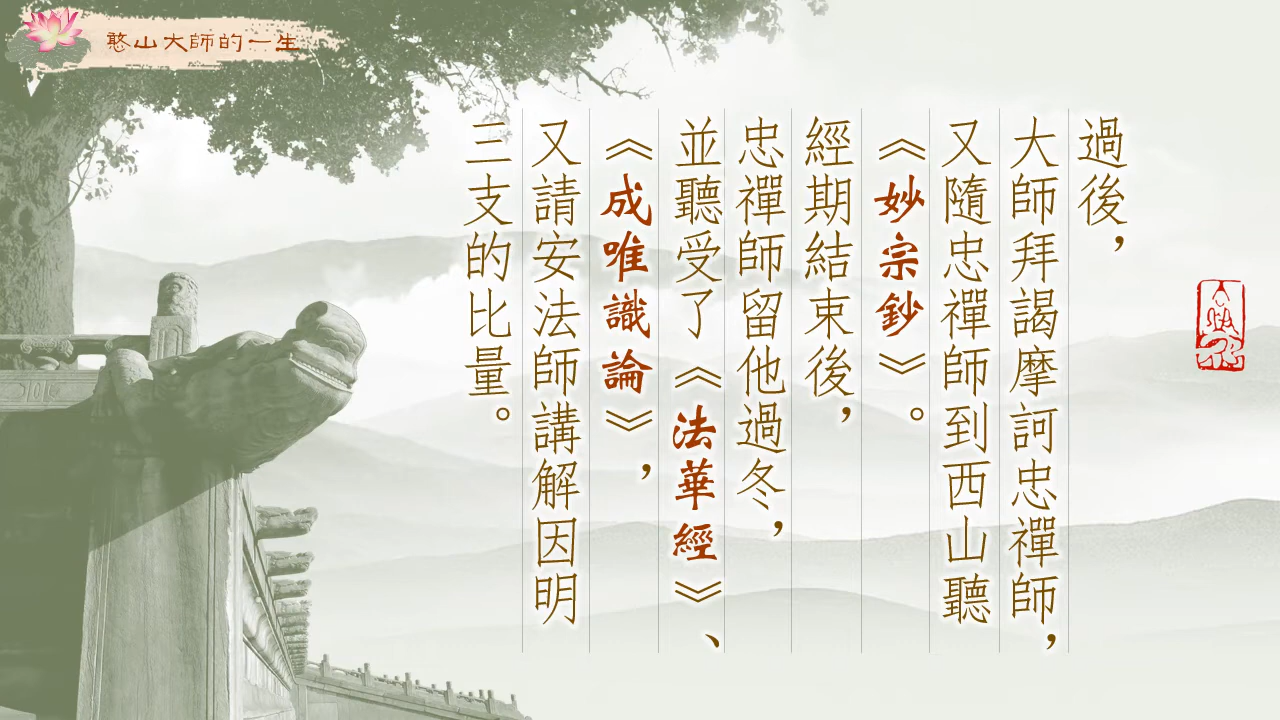 憨山大師的一生
過後，
大師拜謁摩訶忠禪師，
又隨忠禪師到西山聽
《妙宗鈔》。
經期結束後，
忠禪師留他過冬，
並聽受了《法華經》、
《成唯識論》，
又請安法師講解因明
三支的比量。